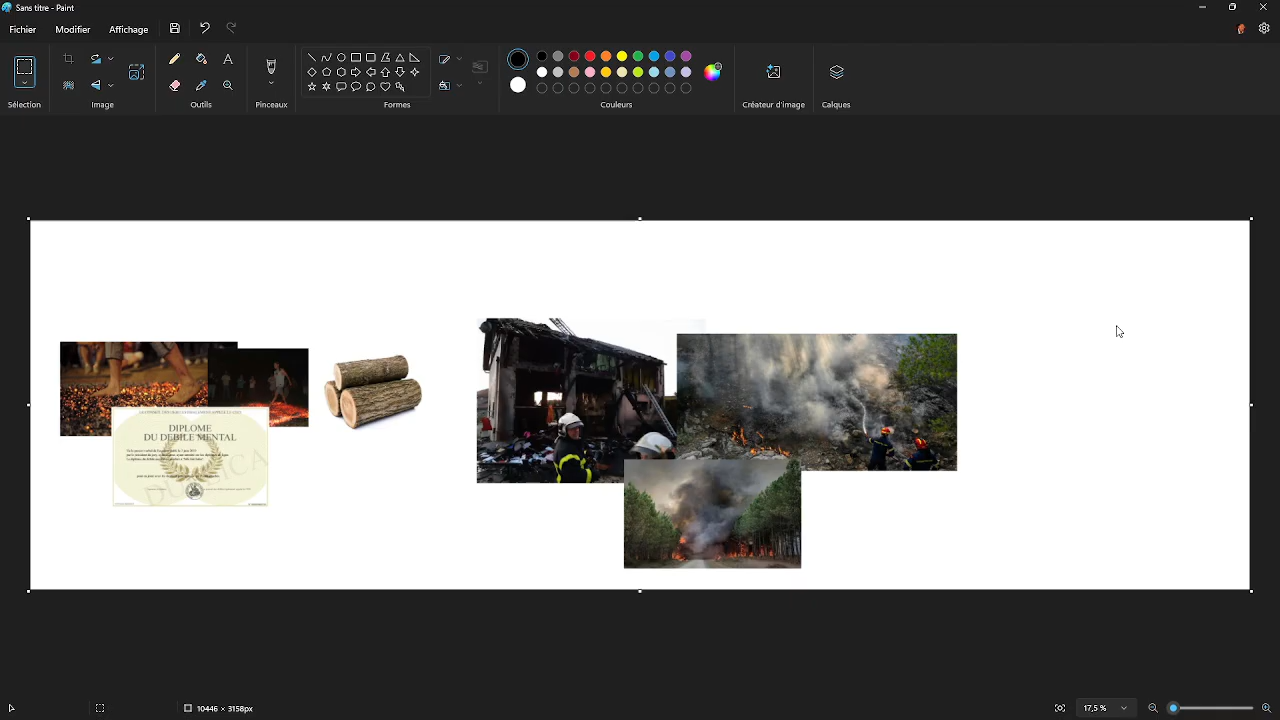 Sans titre - Paint
Fichier Modifier Affichage
Sélection Image Outils Pinceaux Formes Couleurs Créateur d'image Calques
DIPLOME
DU DEBILE MENTAL
10446 × 3158px
17,5 %